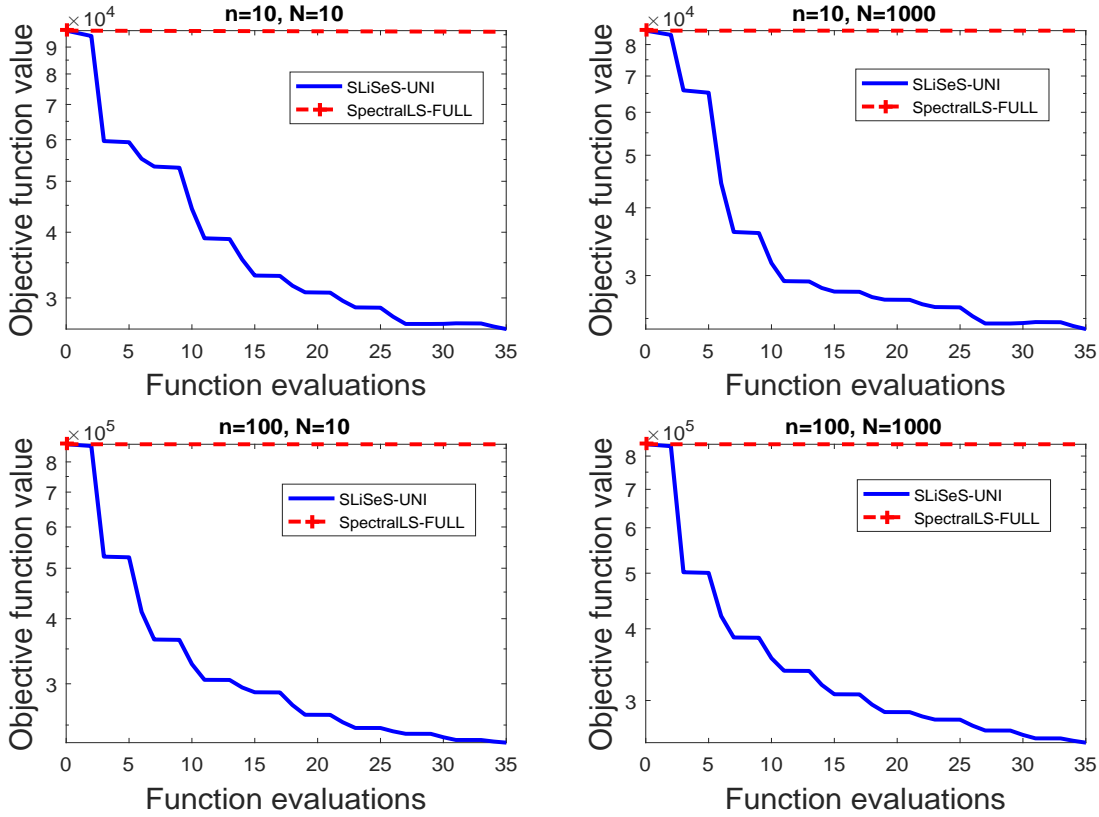 n=10, N=10
×10^4
9
8
7
6
5
4
3
0 5 10 15 20 25 30 35
Objective function value
Function evaluations
SLiSeS-UNI
SpectralLS-FULL
n=10, N=1000
×10^4
8
7
6
5
4
3
0 5 10 15 20 25 30 35
Objective function value
Function evaluations
SLiSeS-UNI
SpectralLS-FULL
n=100, N=10
×10^5
8
7
6
5
4
3
0 5 10 15 20 25 30 35
Objective function value
Function evaluations
SLiSeS-UNI
SpectralLS-FULL
n=100, N=1000
×10^5
8
7
6
5
4
3
0 5 10 15 20 25 30 35
Objective function value
Function evaluations
SLiSeS-UNI
SpectralLS-FULL